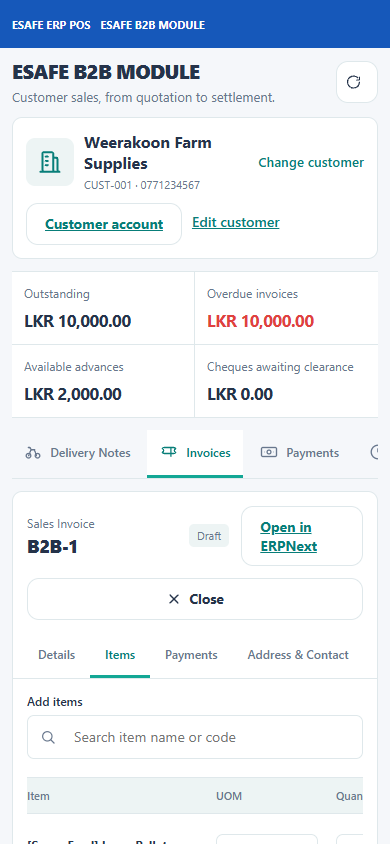 ESAFE ERP POS ESAFE B2B MODULE
ESAFE B2B MODULE
Customer sales, from quotation to settlement.
Weerakoon Farm
Supplies
CUST-001 · 0771234567
Change customer
Customer account
Edit customer
Outstanding
LKR 10,000.00
Overdue invoices
LKR 10,000.00
Available advances
LKR 2,000.00
Cheques awaiting clearance
LKR 0.00
Delivery Notes
Invoices
Payments
Sales Invoice
B2B-1
Draft
Open in
ERPNext
Close
Details
Items
Payments
Address & Contact
Add items
Search item name or code
Item
UOM
Quan